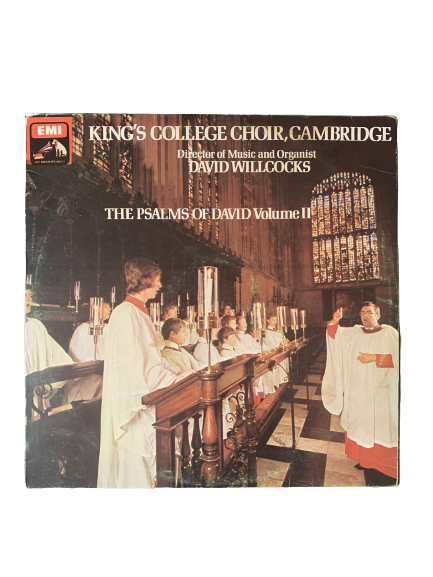 EMI
KING'S COLLEGE CHOIR, CAMBRIDGE
Director of Music and Organist
DAVID WILLCOCKS
THE PSALMS OF DAVID Volume II